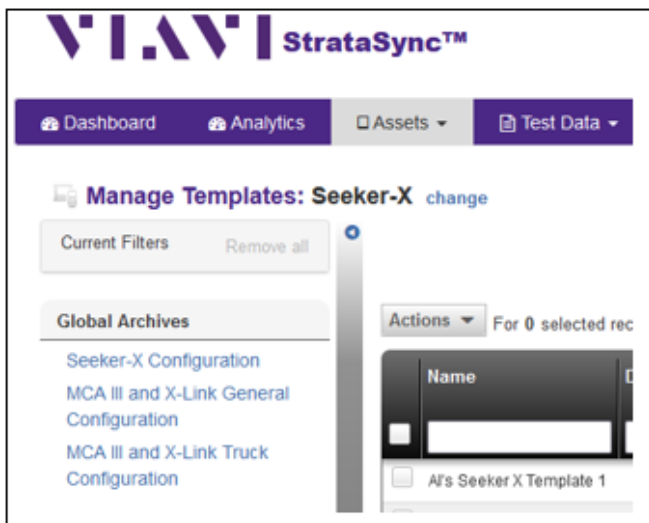 VIAVI StrataSync™
Dashboard Analytics Assets Test Data
Manage Templates: Seeker-X change
Current Filters Remove all
Global Archives
Seeker-X Configuration
MCA III and X-Link General
Configuration
MCA III and X-Link Truck
Configuration
Actions For 0 selected rec
Name D
Al's Seeker X Template 1